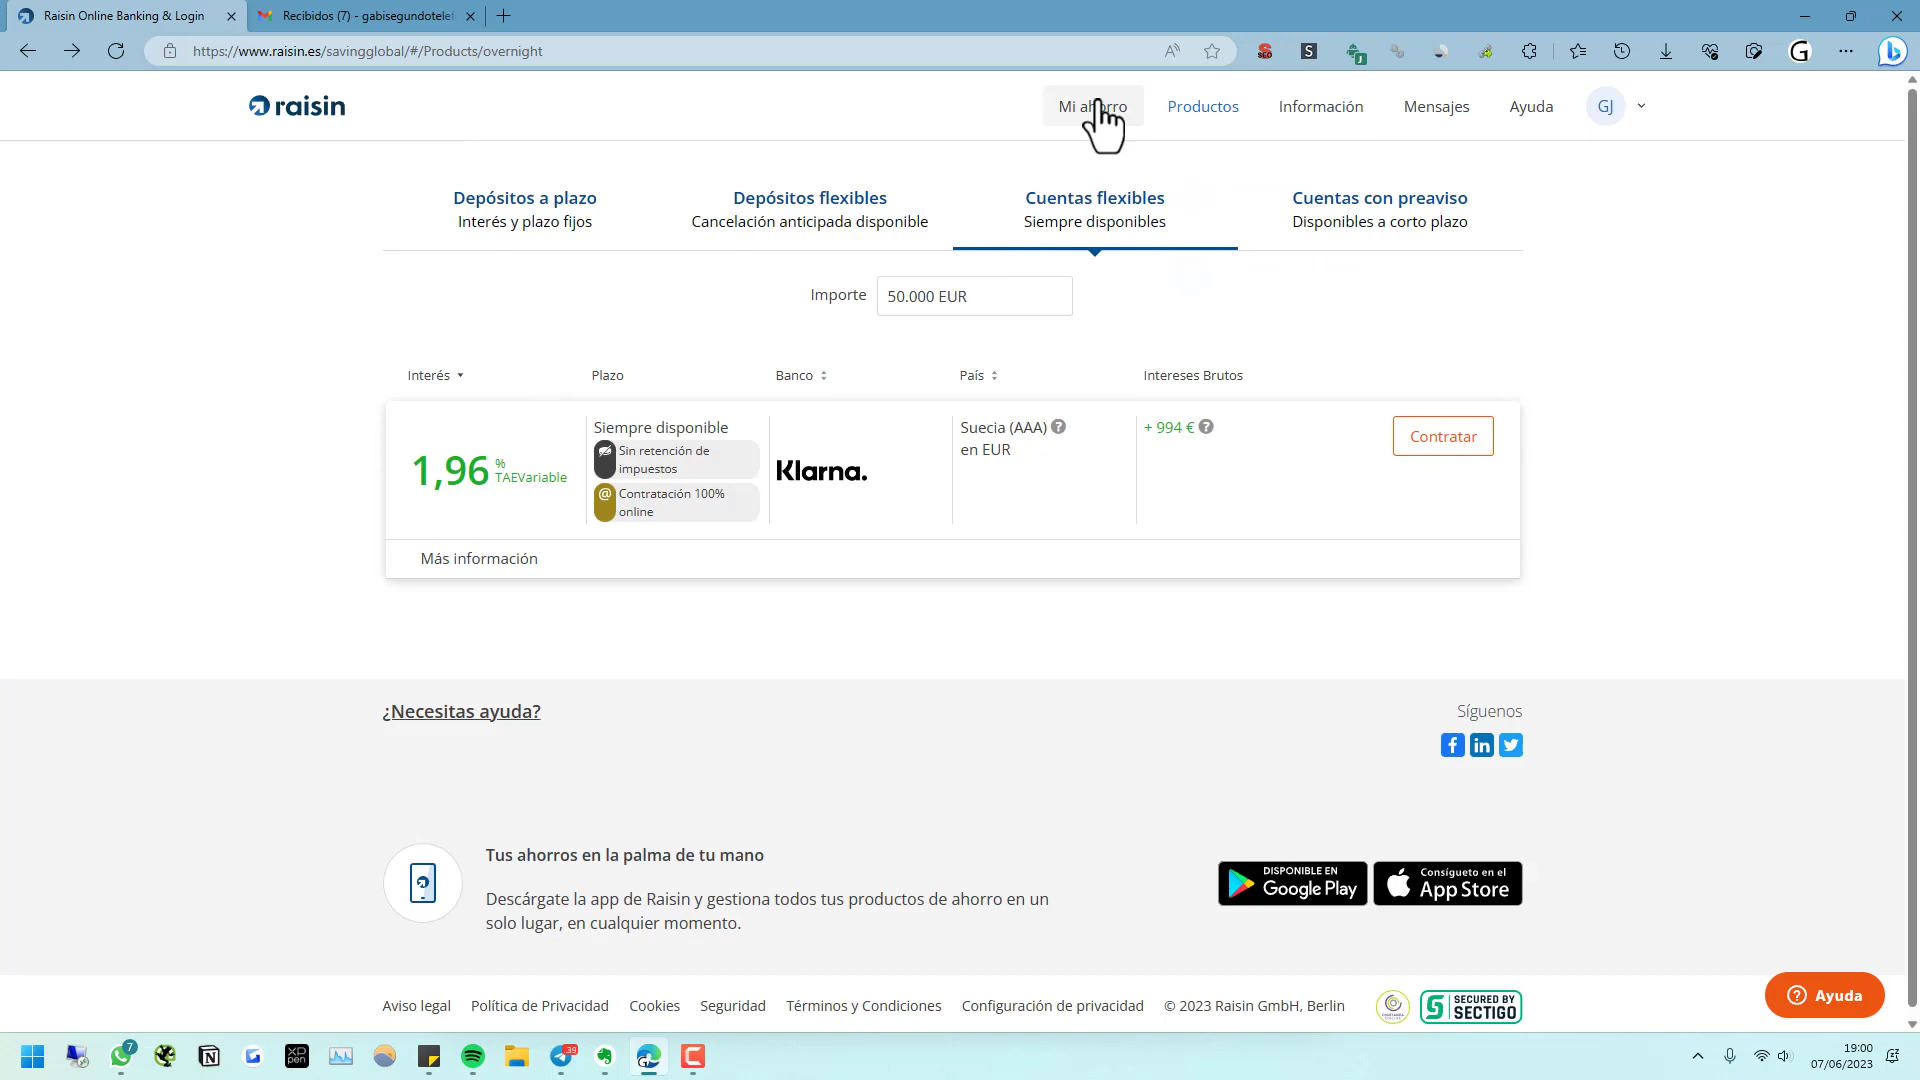 Raisin Online Banking & Login
Recibidos (7) - gabisegundotelef
https://www.raisin.es/savingglobal/#/Products/overnight
raisin
Mi ahorro
Productos
Información
Mensajes
Ayuda
GJ
Depósitos a plazo
Interés y plazo fijos
Depósitos flexibles
Cancelación anticipada disponible
Cuentas flexibles
Siempre disponibles
Cuentas con preaviso
Disponibles a corto plazo
Importe
50.000 EUR
Interés
Plazo
Banco
País
Intereses Brutos
1,96 %
TAEVariable
Siempre disponible
Sin retención de
impuestos
@ Contratación 100%
online
Klarna.
Suecia (AAA) ?
en EUR
+ 994 € ?
Contratar
Más información
¿Necesitas ayuda?
Síguenos
Tus ahorros en la palma de tu mano
Descárgate la app de Raisin y gestiona todos tus productos de ahorro en un
solo lugar, en cualquier momento.
DISPONIBLE EN
Google Play
Consíguelo en el
App Store
Aviso legal
Política de Privacidad
Cookies
Seguridad
Términos y Condiciones
Configuración de privacidad
© 2023 Raisin GmbH, Berlin
SECURED BY
SECTIGO
? Ayuda
7
XP
pen
39
19:00
07/06/2023